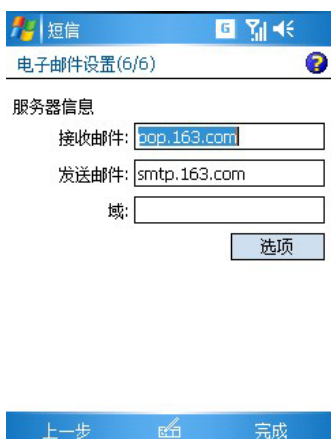 短信
G
电子邮件设置(6/6)
服务器信息
接收邮件: pop.163.com
发送邮件: smtp.163.com
域:
选项
上一步 完成